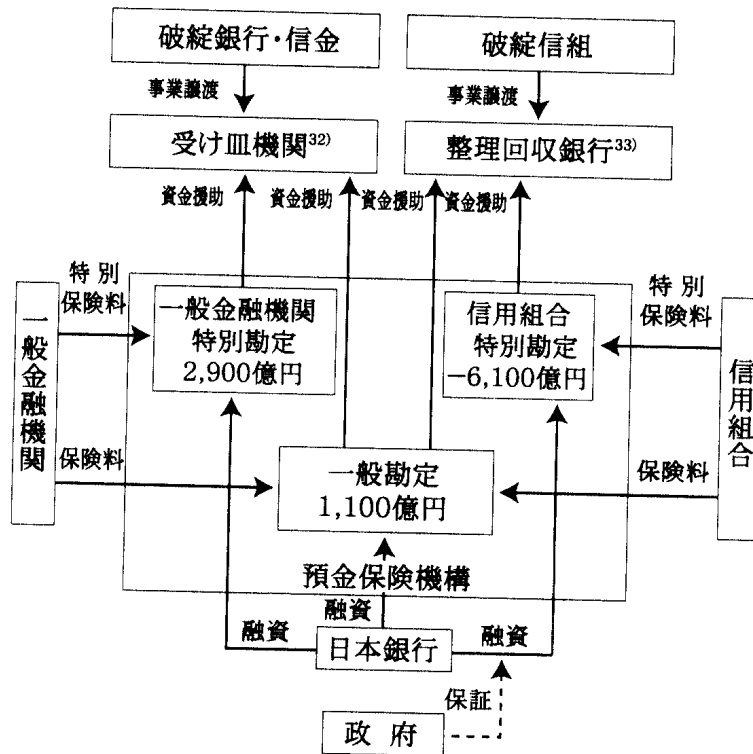 破綻銀行・信金
破綻信組
事業譲渡
事業譲渡
受け皿機関32)
整理回収銀行33)
資金援助
資金援助
資金援助
資金援助
特別
保険料
特別
保険料
一般金融機関
一般金融機関
特別勘定
2,900億円
信用組合
特別勘定
−6,100億円
信用組合
保険料
一般勘定
1,100億円
保険料
預金保険機構
融資
融資
日本銀行
融資
保証
政府